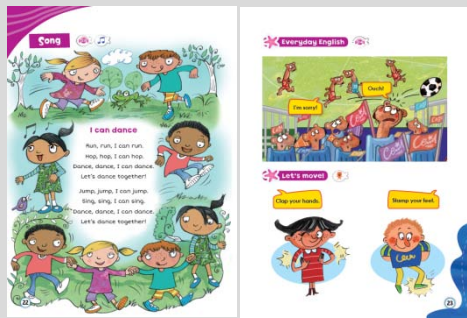 Song
I can dance
Run, run, I can run.
Hop, hop, I can hop.
Dance, dance, I can dance.
Let's dance together!
Jump, jump, I can jump.
Sing, sing, I can sing.
Dance, dance, I can dance.
Let's dance together!
22
Everyday English
Ouch!
I'm sorry!
Let's move!
Clap your hands.
Stamp your feet.
23